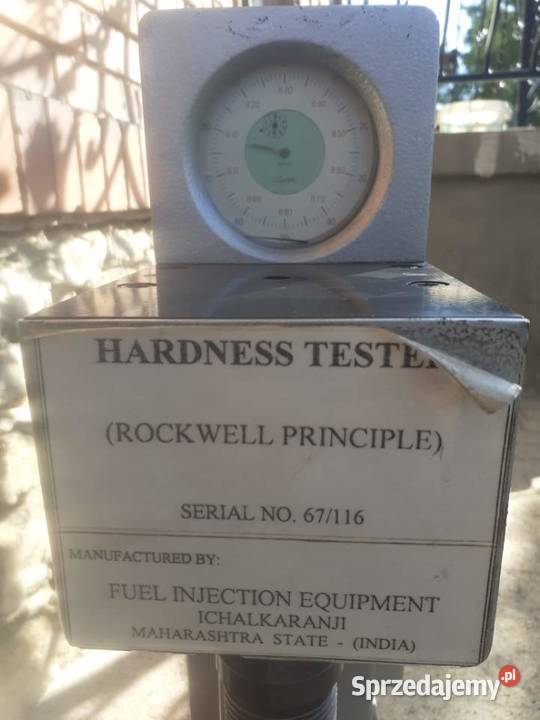 HARDNESS TESTE
(ROCKWELL PRINCIPLE)
SERIAL NO. 67/116
MANUFACTURED BY:
FUEL INJECTION EQUIPMENT
ICHALKARANJI
MAHARASHTRA STATE - (INDIA)
Sprzedajemy.pl